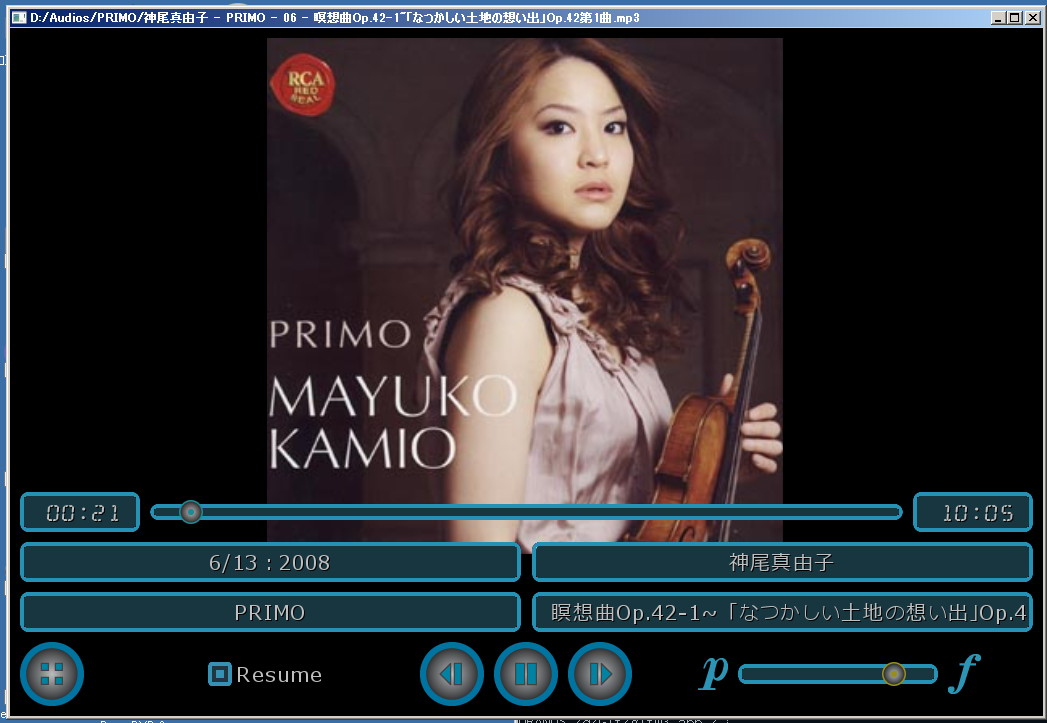 D:/Audios/PRIMO/神尾真由子 - PRIMO - 06 - 瞑想曲Op.42-1~「なつかしい土地の想い出」Op.42第1曲.mp3
RCA
RED
SEAL
PRIMO
MAYUKO
KAMIO
00:21
10:05
6/13 : 2008
神尾真由子
PRIMO
瞑想曲Op.42-1~「なつかしい土地の想い出」Op.4
Resume
p
f